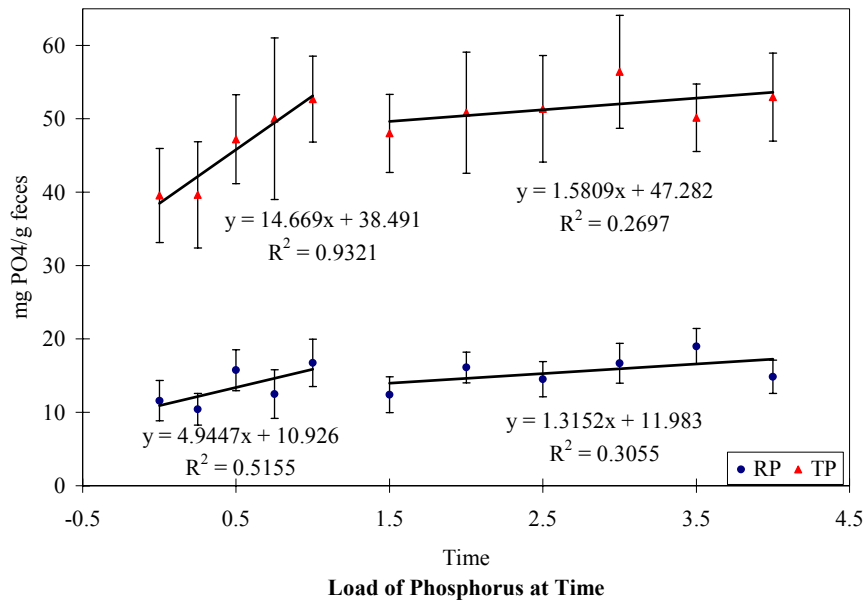 60
50
40
30
20
10
0
mg PO4/g feces
y = 14.669x + 38.491
R² = 0.9321
y = 1.5809x + 47.282
R² = 0.2697
y = 4.9447x + 10.926
R² = 0.5155
y = 1.3152x + 11.983
R² = 0.3055
RP TP
-0.5 0.5 1.5 2.5 3.5 4.5
Time
Load of Phosphorus at Time